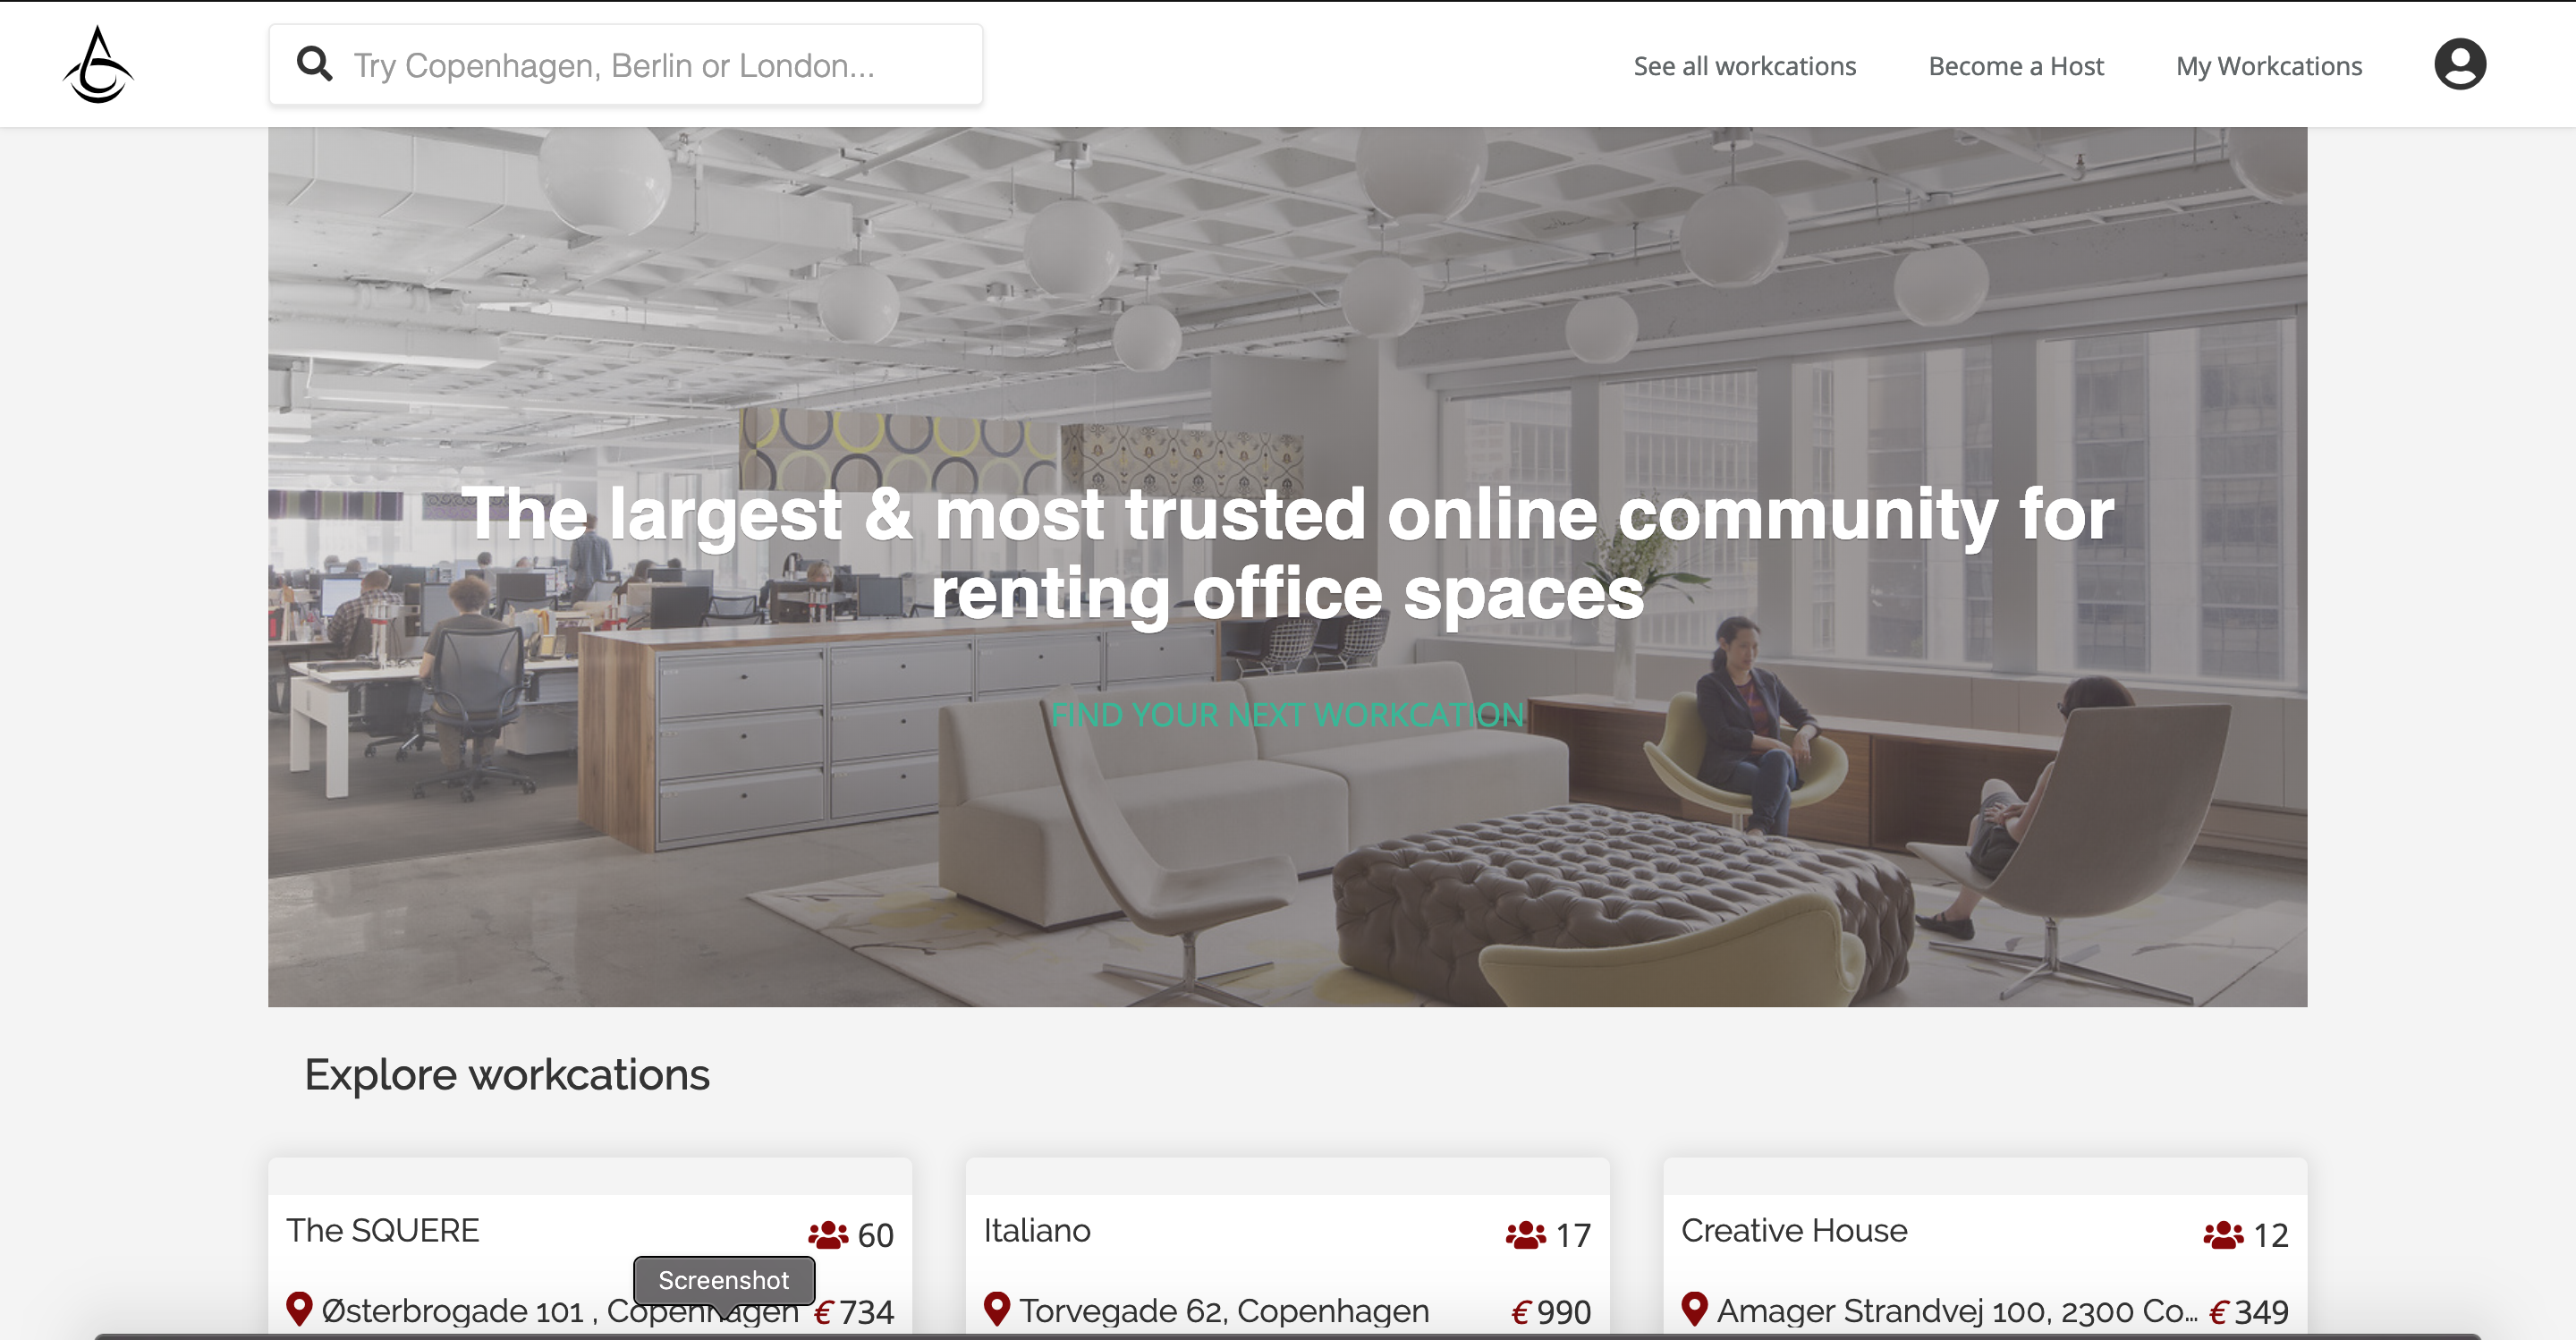 Try Copenhagen, Berlin or London...
See all workcations
Become a Host
My Workcations
The largest & most trusted online community for
renting office spaces
FIND YOUR NEXT WORKCATION
Explore workcations
The SQUERE
60
Østerbrogade 101 , Copenhagen
€ 734
Screenshot
Italiano
17
Torvegade 62, Copenhagen
€ 990
Creative House
12
Amager Strandvej 100, 2300 Co...
€ 349